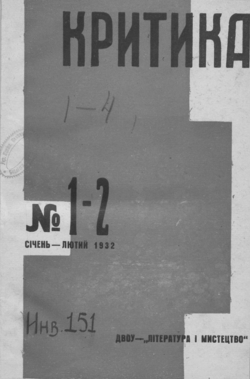 КРИТИКА
1-4,
№ 1-2
СІЧЕНЬ — ЛЮТИЙ 1932
Инв. 151
ДВОУ — „ЛІТЕРАТУРА І МИСТЕЦТВО"